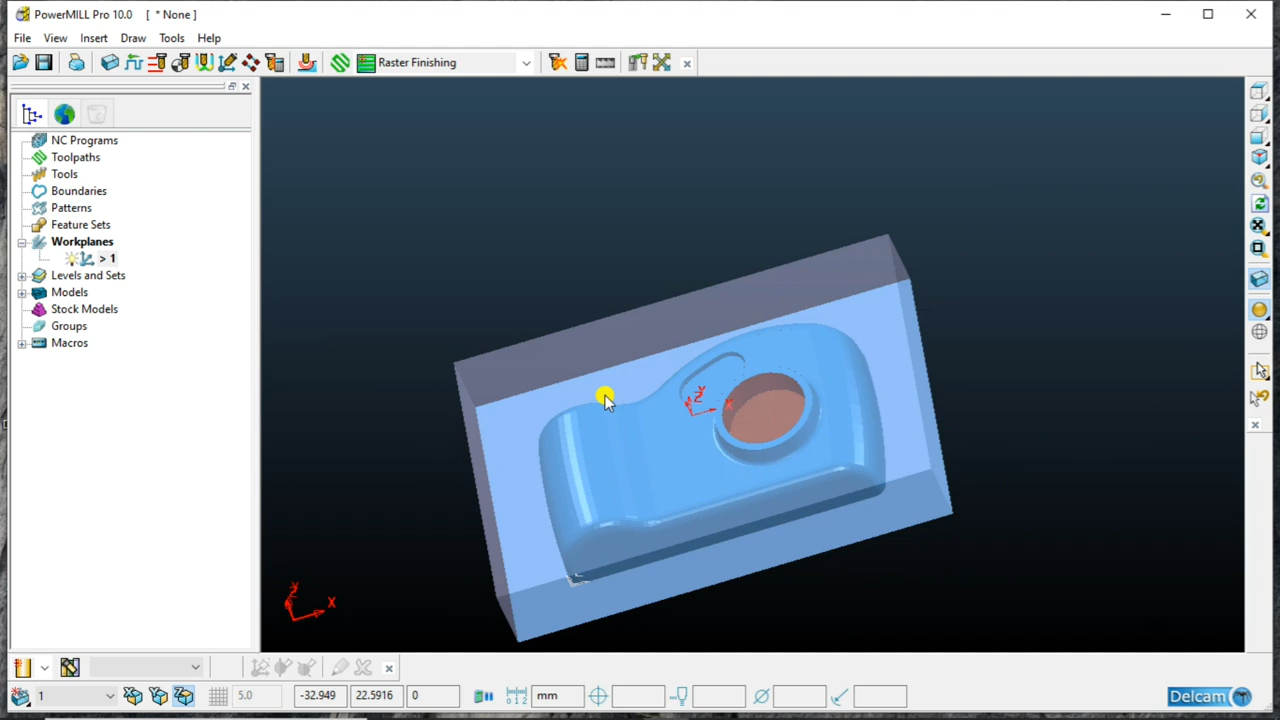 PowerMILL Pro 10.0 [ * None ]
File View Insert Draw Tools Help
Raster Finishing
NC Programs
Toolpaths
Tools
Boundaries
Patterns
Feature Sets
Workplanes
> 1
Levels and Sets
Models
Stock Models
Groups
Macros
Z
Y
X
Z
Y
X
1 5.0 -32.949 22.5916 0 mm Delcam